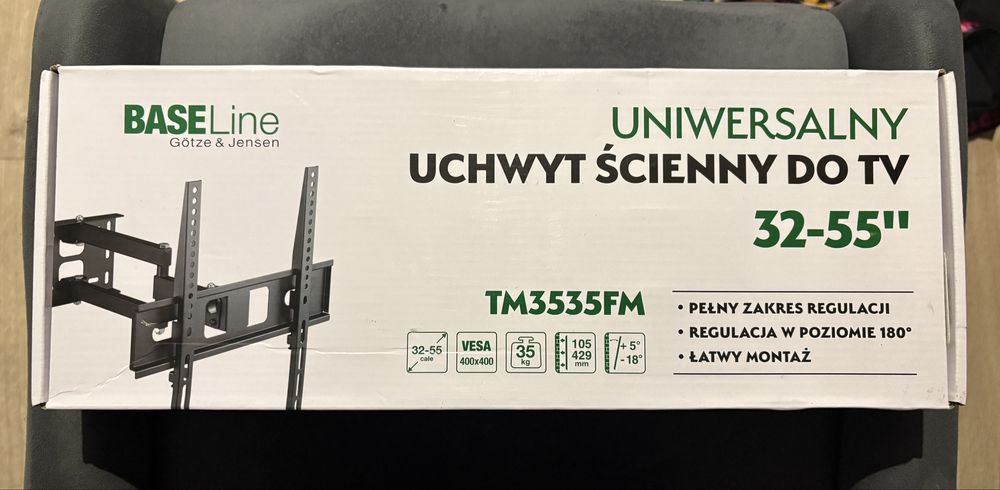 BASELine
Götze & Jensen
UNIWERSALNY
UCHWYT ŚCIENNY DO TV
32-55"
TM3535FM
32-55
cale
VESA
400x400
35
kg
105
429
mm
+ 5°
- 18°
• PEŁNY ZAKRES REGULACJI
• REGULACJA W POZIOMIE 180°
• ŁATWY MONTAŻ